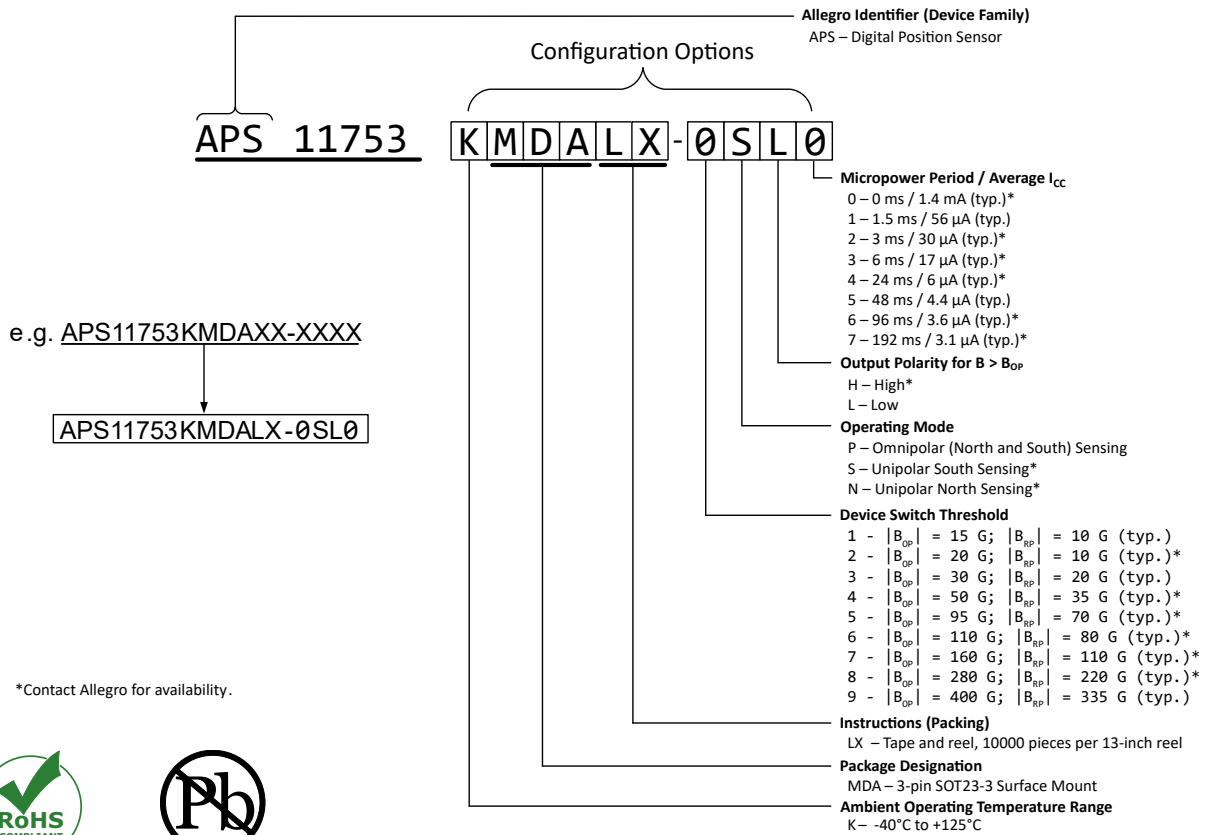 Allegro Identifier (Device Family)
APS – Digital Position Sensor
Configuration Options
APS 11753 KMDALX-0SL0
Micropower Period / Average ICC
0 – 0 ms / 1.4 mA (typ.)*
1 – 1.5 ms / 56 µA (typ.)
2 – 3 ms / 30 µA (typ.)*
3 – 6 ms / 17 µA (typ.)*
4 – 24 ms / 6 µA (typ.)*
5 – 48 ms / 4.4 µA (typ.)
6 – 96 ms / 3.6 µA (typ.)*
7 – 192 ms / 3.1 µA (typ.)*
Output Polarity for B > BOP
H – High*
L – Low
Operating Mode
P – Omnipolar (North and South) Sensing
S – Unipolar South Sensing*
N – Unipolar North Sensing*
Device Switch Threshold
1 - |BOP| = 15 G; |BRP| = 10 G (typ.)
2 - |BOP| = 20 G; |BRP| = 10 G (typ.)*
3 - |BOP| = 30 G; |BRP| = 20 G (typ.)
4 - |BOP| = 50 G; |BRP| = 35 G (typ.)*
5 - |BOP| = 95 G; |BRP| = 70 G (typ.)*
6 - |BOP| = 110 G; |BRP| = 80 G (typ.)*
7 - |BOP| = 160 G; |BRP| = 110 G (typ.)*
8 - |BOP| = 280 G; |BRP| = 220 G (typ.)*
9 - |BOP| = 400 G; |BRP| = 335 G (typ.)
Instructions (Packing)
LX – Tape and reel, 10000 pieces per 13-inch reel
Package Designation
MDA – 3-pin SOT23-3 Surface Mount
Ambient Operating Temperature Range
K – -40°C to +125°C
e.g. APS11753KMDAXX-XXXX
APS11753KMDALX-0SL0
*Contact Allegro for availability.
RoHS
COMPLIANT
Pb